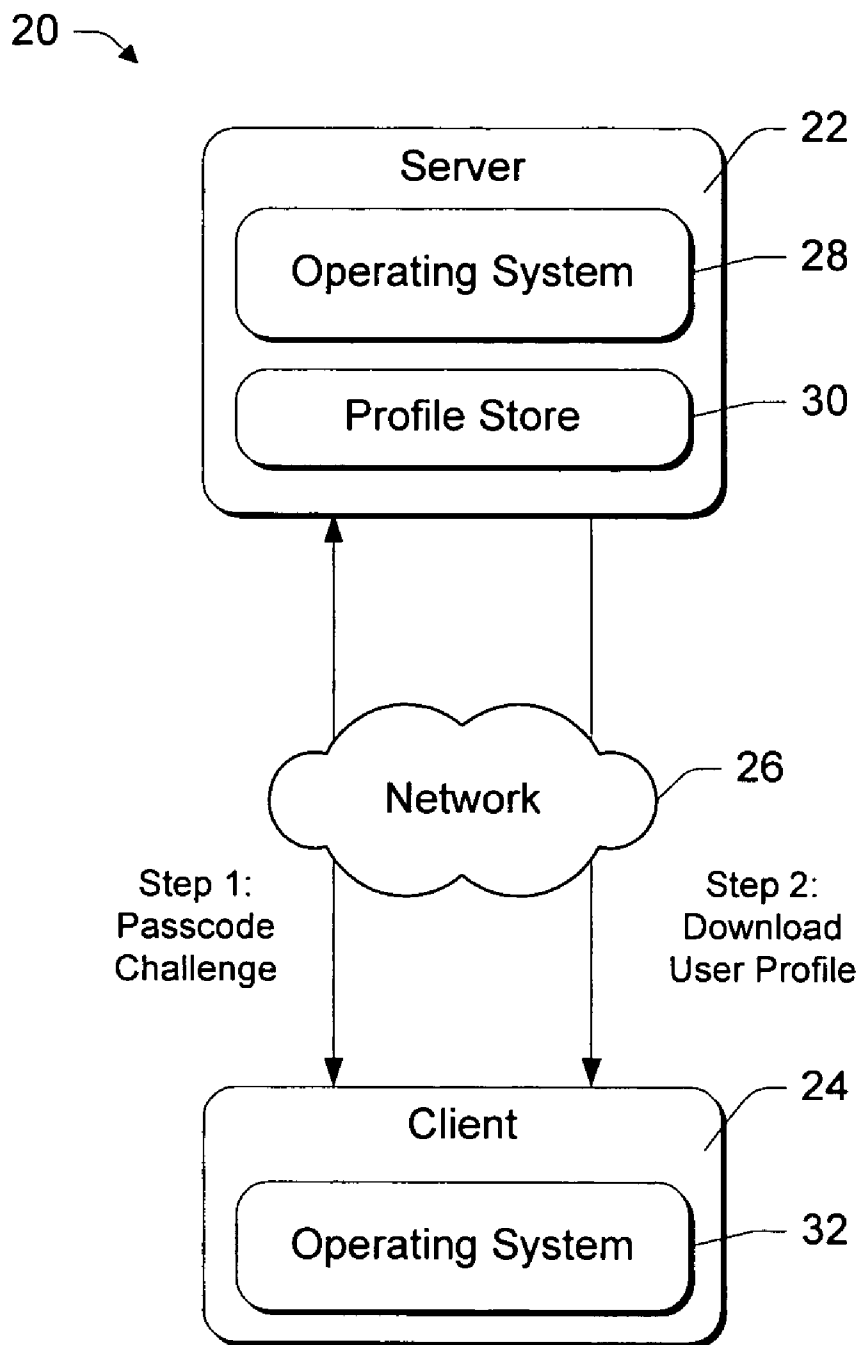 20
22
Server
Operating System
28
Profile Store
30
Network
26
Step 1:
Passcode
Challenge
Step 2:
Download
User Profile
24
Client
Operating System
32